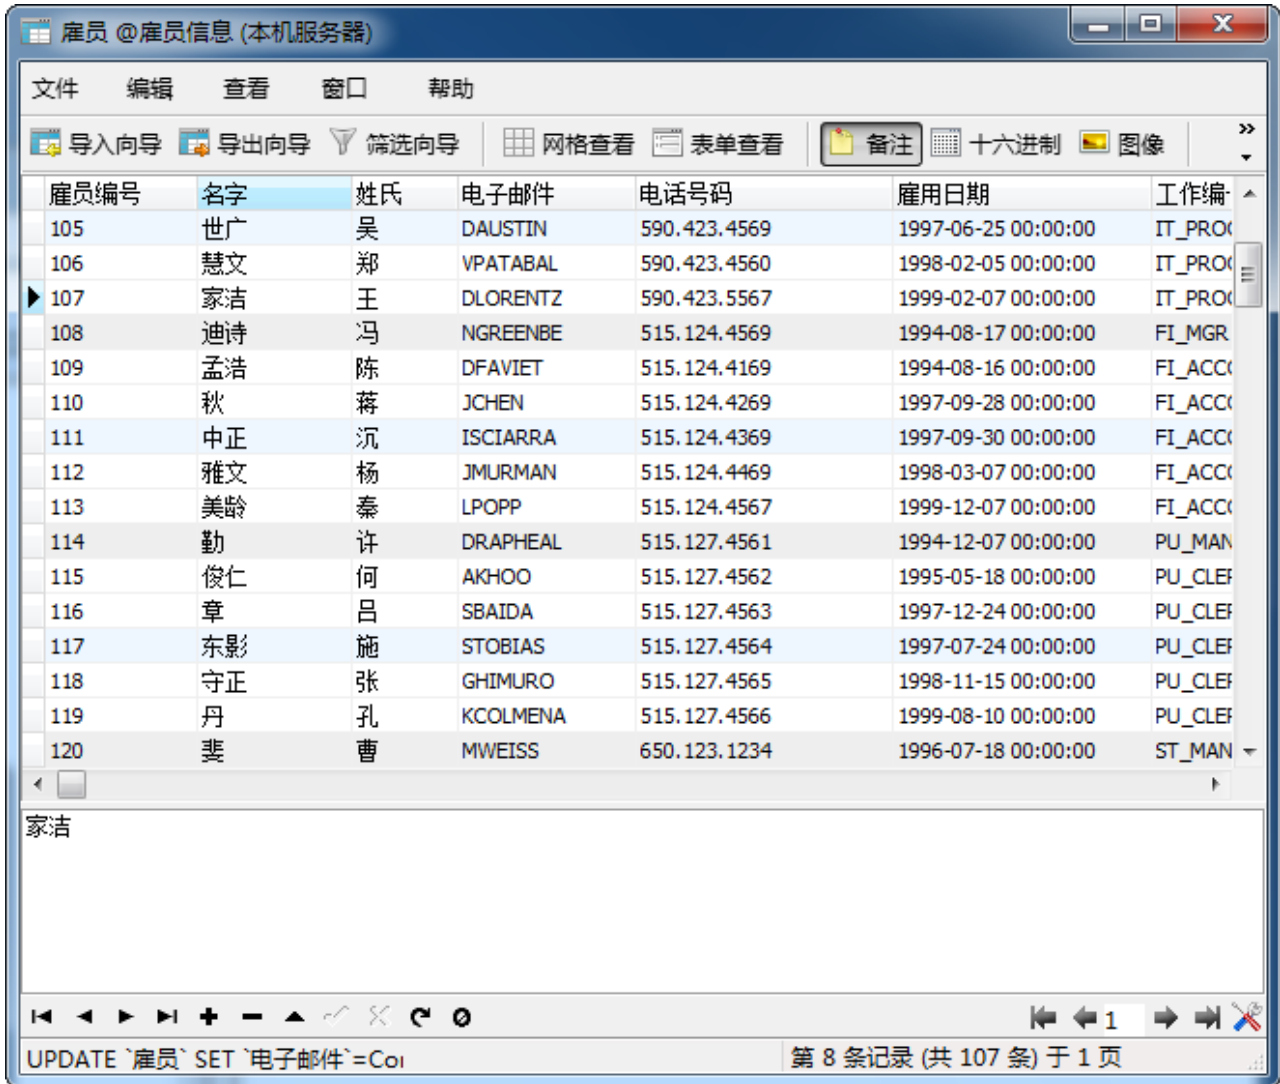 雇员 @雇员信息 (本机服务器)
文件 编辑 查看 窗口 帮助
导入向导 导出向导 筛选向导 网格查看 表单查看 备注 十六进制 图像
雇员编号 名字 姓氏 电子邮件 电话号码 雇用日期 工作编
105 世广 吴 DAUSTIN 590.423.4569 1997-06-25 00:00:00 IT_PRO
106 慧文 郑 VPATABAL 590.423.4560 1998-02-05 00:00:00 IT_PRO
107 家洁 王 DLORENTZ 590.423.5567 1999-02-07 00:00:00 IT_PRO
108 迪诗 冯 NGREENBE 515.124.4569 1994-08-17 00:00:00 FI_MGR
109 孟浩 陈 DFAVIET 515.124.4169 1994-08-16 00:00:00 FI_ACC
110 秋 蒋 JCHEN 515.124.4269 1997-09-28 00:00:00 FI_ACC
111 中正 沉 ISCIARRA 515.124.4369 1997-09-30 00:00:00 FI_ACC
112 雅文 杨 JMURMAN 515.124.4469 1998-03-07 00:00:00 FI_ACC
113 美龄 秦 LPOPP 515.124.4567 1999-12-07 00:00:00 FI_ACC
114 勤 许 DRAPHEAL 515.127.4561 1994-12-07 00:00:00 PU_MAN
115 俊仁 何 AKHOO 515.127.4562 1995-05-18 00:00:00 PU_CLE
116 章 吕 SBAIDA 515.127.4563 1997-12-24 00:00:00 PU_CLE
117 东影 施 STOBIAS 515.127.4564 1997-07-24 00:00:00 PU_CLE
118 守正 张 GHIMURO 515.127.4565 1998-11-15 00:00:00 PU_CLE
119 丹 孔 KCOLMENA 515.127.4566 1999-08-10 00:00:00 PU_CLE
120 斐 曹 MWEISS 650.123.1234 1996-07-18 00:00:00 ST_MAN
家洁
1
UPDATE `雇员` SET `电子邮件`=Co 第 8 条记录 (共 107 条) 于 1 页